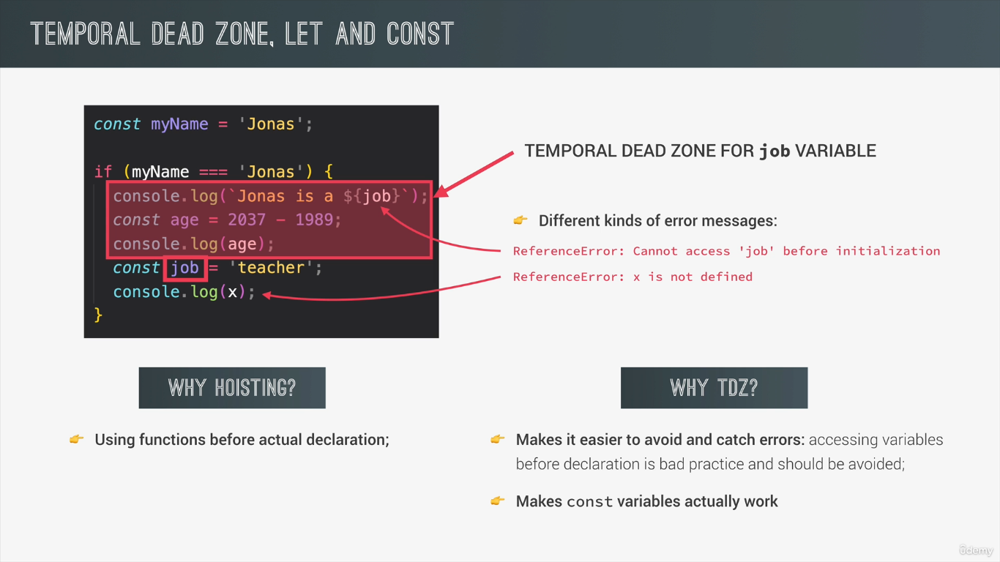 TEMPORAL DEAD ZONE, LET AND CONST
const myName = 'Jonas';
if (myName === 'Jonas') {
console.log(`Jonas is a ${job}`);
const age = 2037 - 1989;
console.log(age);
const job = 'teacher';
console.log(x);
}
TEMPORAL DEAD ZONE FOR job VARIABLE
👉 Different kinds of error messages:
ReferenceError: Cannot access 'job' before initialization
ReferenceError: x is not defined
WHY HOISTING?
👉 Using functions before actual declaration;
WHY TDZ?
👉 Makes it easier to avoid and catch errors: accessing variables
before declaration is bad practice and should be avoided;
👉 Makes const variables actually work
ûdemy